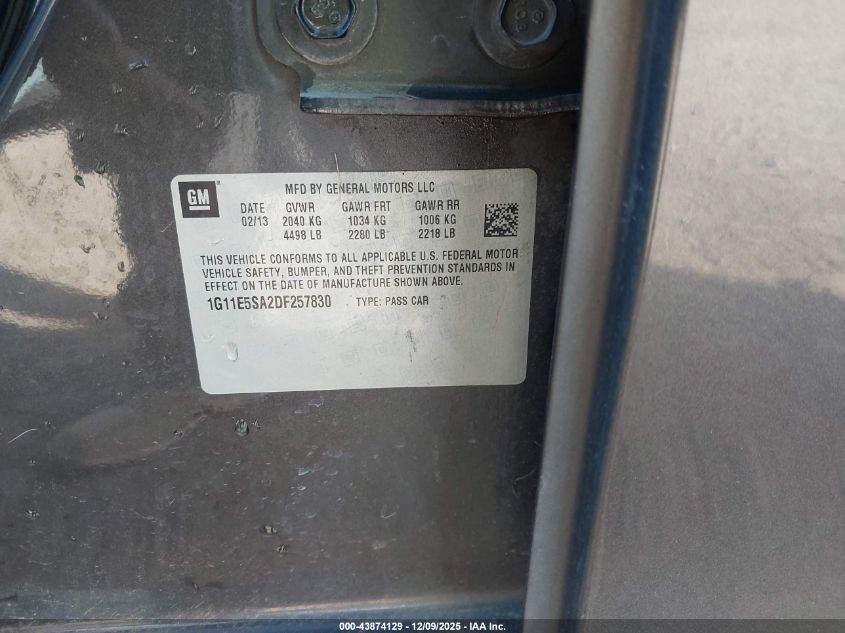 GM
MFD BY GENERAL MOTORS LLC
DATE GVWR GAWR FRT GAWR RR
02/13 2040 KG 1034 KG 1006 KG
4498 LB 2280 LB 2218 LB
THIS VEHICLE CONFORMS TO ALL APPLICABLE U.S. FEDERAL MOTOR
VEHICLE SAFETY, BUMPER, AND THEFT PREVENTION STANDARDS IN
EFFECT ON THE DATE OF MANUFACTURE SHOWN ABOVE.
1G11E5SA2DF257830 TYPE: PASS CAR
000-43874129 - 12/09/2025 - IAA Inc.